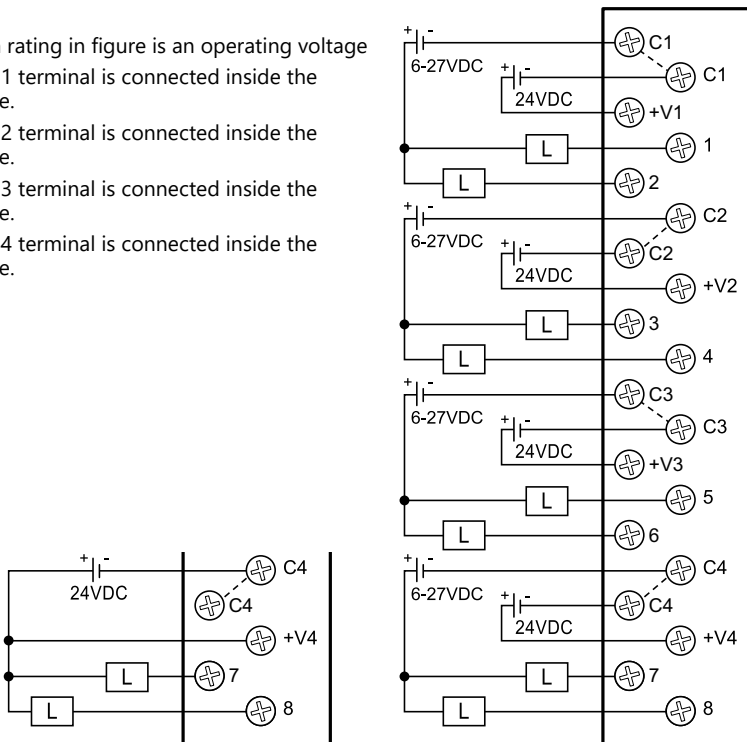 rating in figure is an operating voltage
1 terminal is connected inside the
e.
2 terminal is connected inside the
e.
3 terminal is connected inside the
e.
4 terminal is connected inside the
e.
+ -
6-27VDC
C1
+ -
24VDC
C1
+V1
L
1
L
2
+ -
6-27VDC
C2
+ -
24VDC
C2
+V2
L
3
L
4
+ -
6-27VDC
C3
+ -
24VDC
C3
+V3
L
5
L
6
+ -
24VDC
C4
C4
+V4
L
7
L
8
+ -
6-27VDC
C4
+ -
24VDC
C4
+V4
L
7
L
8